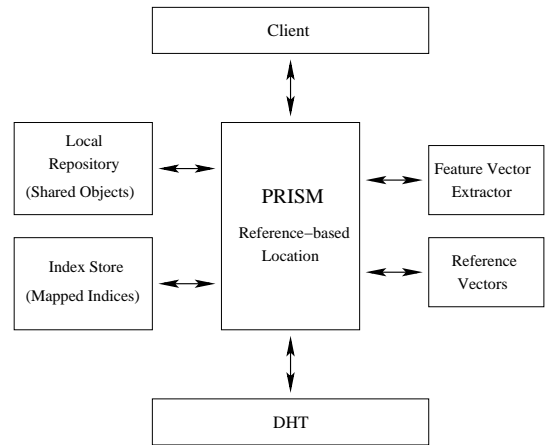 Client
Local
Repository
(Shared Objects)
PRISM
Reference−based
Location
Feature Vector
Extractor
Index Store
(Mapped Indices)
Reference
Vectors
DHT